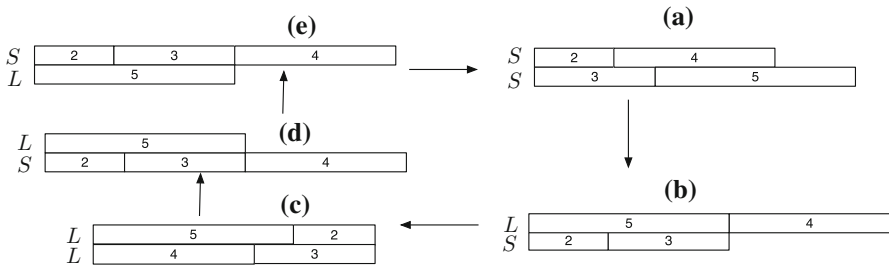 (e)
S 2 3 4
L 5
(a)
S 2 4
S 3 5
(d)
L 5
S 2 3 4
(b)
L 5 4
S 2 3
(c)
L 5 2
L 4 3